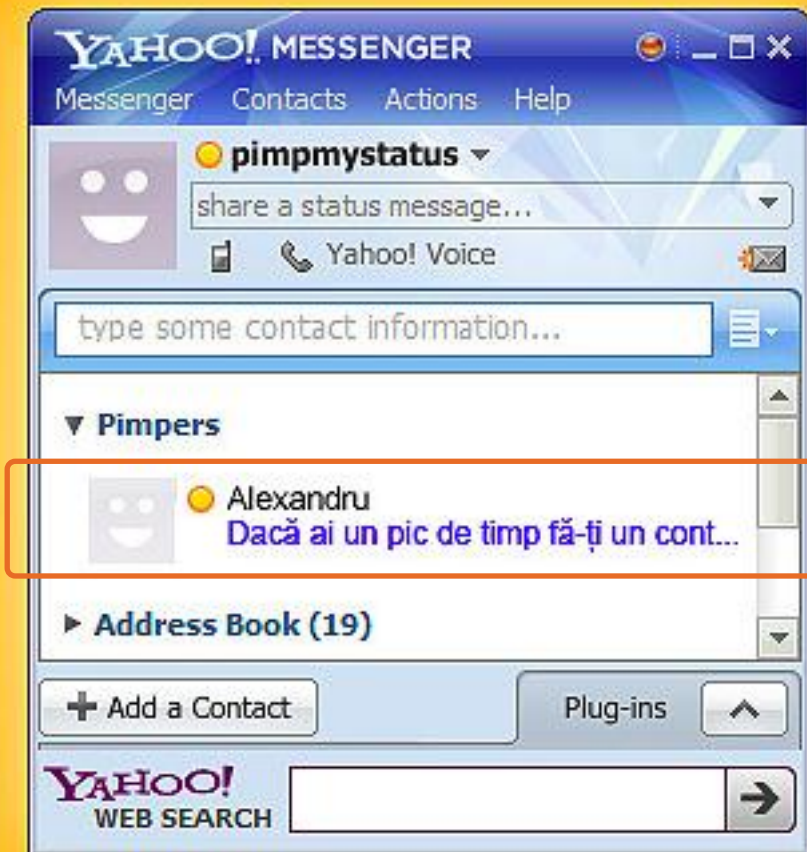 YAHOO! MESSENGER
Messenger Contacts Actions Help
pimpmystatus
share a status message...
Yahoo! Voice
type some contact information...
Pimpers
Alexandru
Dacă ai un pic de timp fă-ți un cont...
Address Book (19)
+ Add a Contact
Plug-ins
YAHOO!
WEB SEARCH